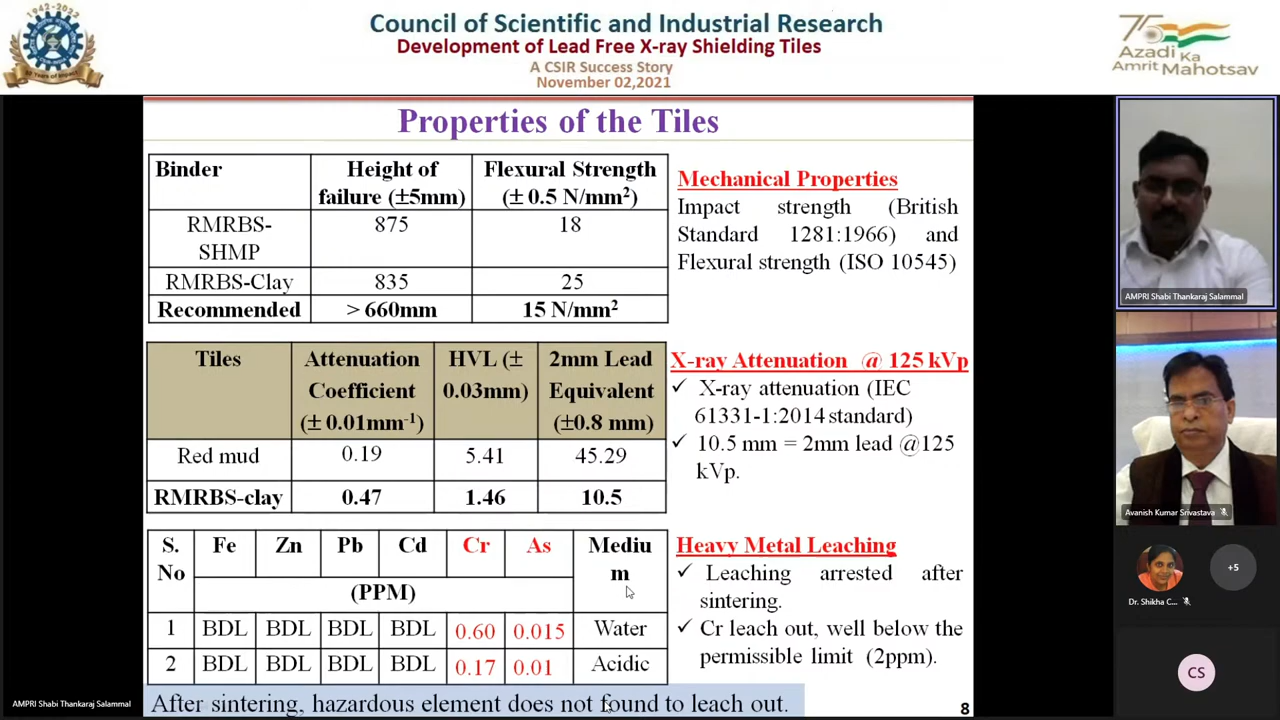 1942-2022
80 Years of Impact
Council of Scientific and Industrial Research
Development of Lead Free X-ray Shielding Tiles
A CSIR Success Story
November 02,2021
75
Azadi Ka
Amrit Mahotsav
Properties of the Tiles
Binder Height of failure (±5mm) Flexural Strength (± 0.5 N/mm²)
RMRBS-SHMP 875 18
RMRBS-Clay 835 25
Recommended > 660mm 15 N/mm²
Mechanical Properties
Impact strength (British
Standard 1281:1966) and
Flexural strength (ISO 10545)
Tiles Attenuation Coefficient (± 0.01mm⁻¹) HVL (± 0.03mm) 2mm Lead Equivalent (±0.8 mm)
Red mud 0.19 5.41 45.29
RMRBS-clay 0.47 1.46 10.5
X-ray Attenuation @ 125 kVp
✓ X-ray attenuation (IEC
61331-1:2014 standard)
✓ 10.5 mm = 2mm lead @125
kVp.
S. No Fe Zn Pb Cd Cr As Medium
(PPM)
1 BDL BDL BDL BDL 0.60 0.015 Water
2 BDL BDL BDL BDL 0.17 0.01 Acidic
Heavy Metal Leaching
✓ Leaching arrested after
sintering.
✓ Cr leach out, well below the
permissible limit (2ppm).
After sintering, hazardous element does not found to leach out.
8
AMPRI Shabi Thankaraj Salammal
AMPRI Shabi Thankaraj Salammal
Avanish Kumar Srivastava
Dr. Shikha C...
+5
CS